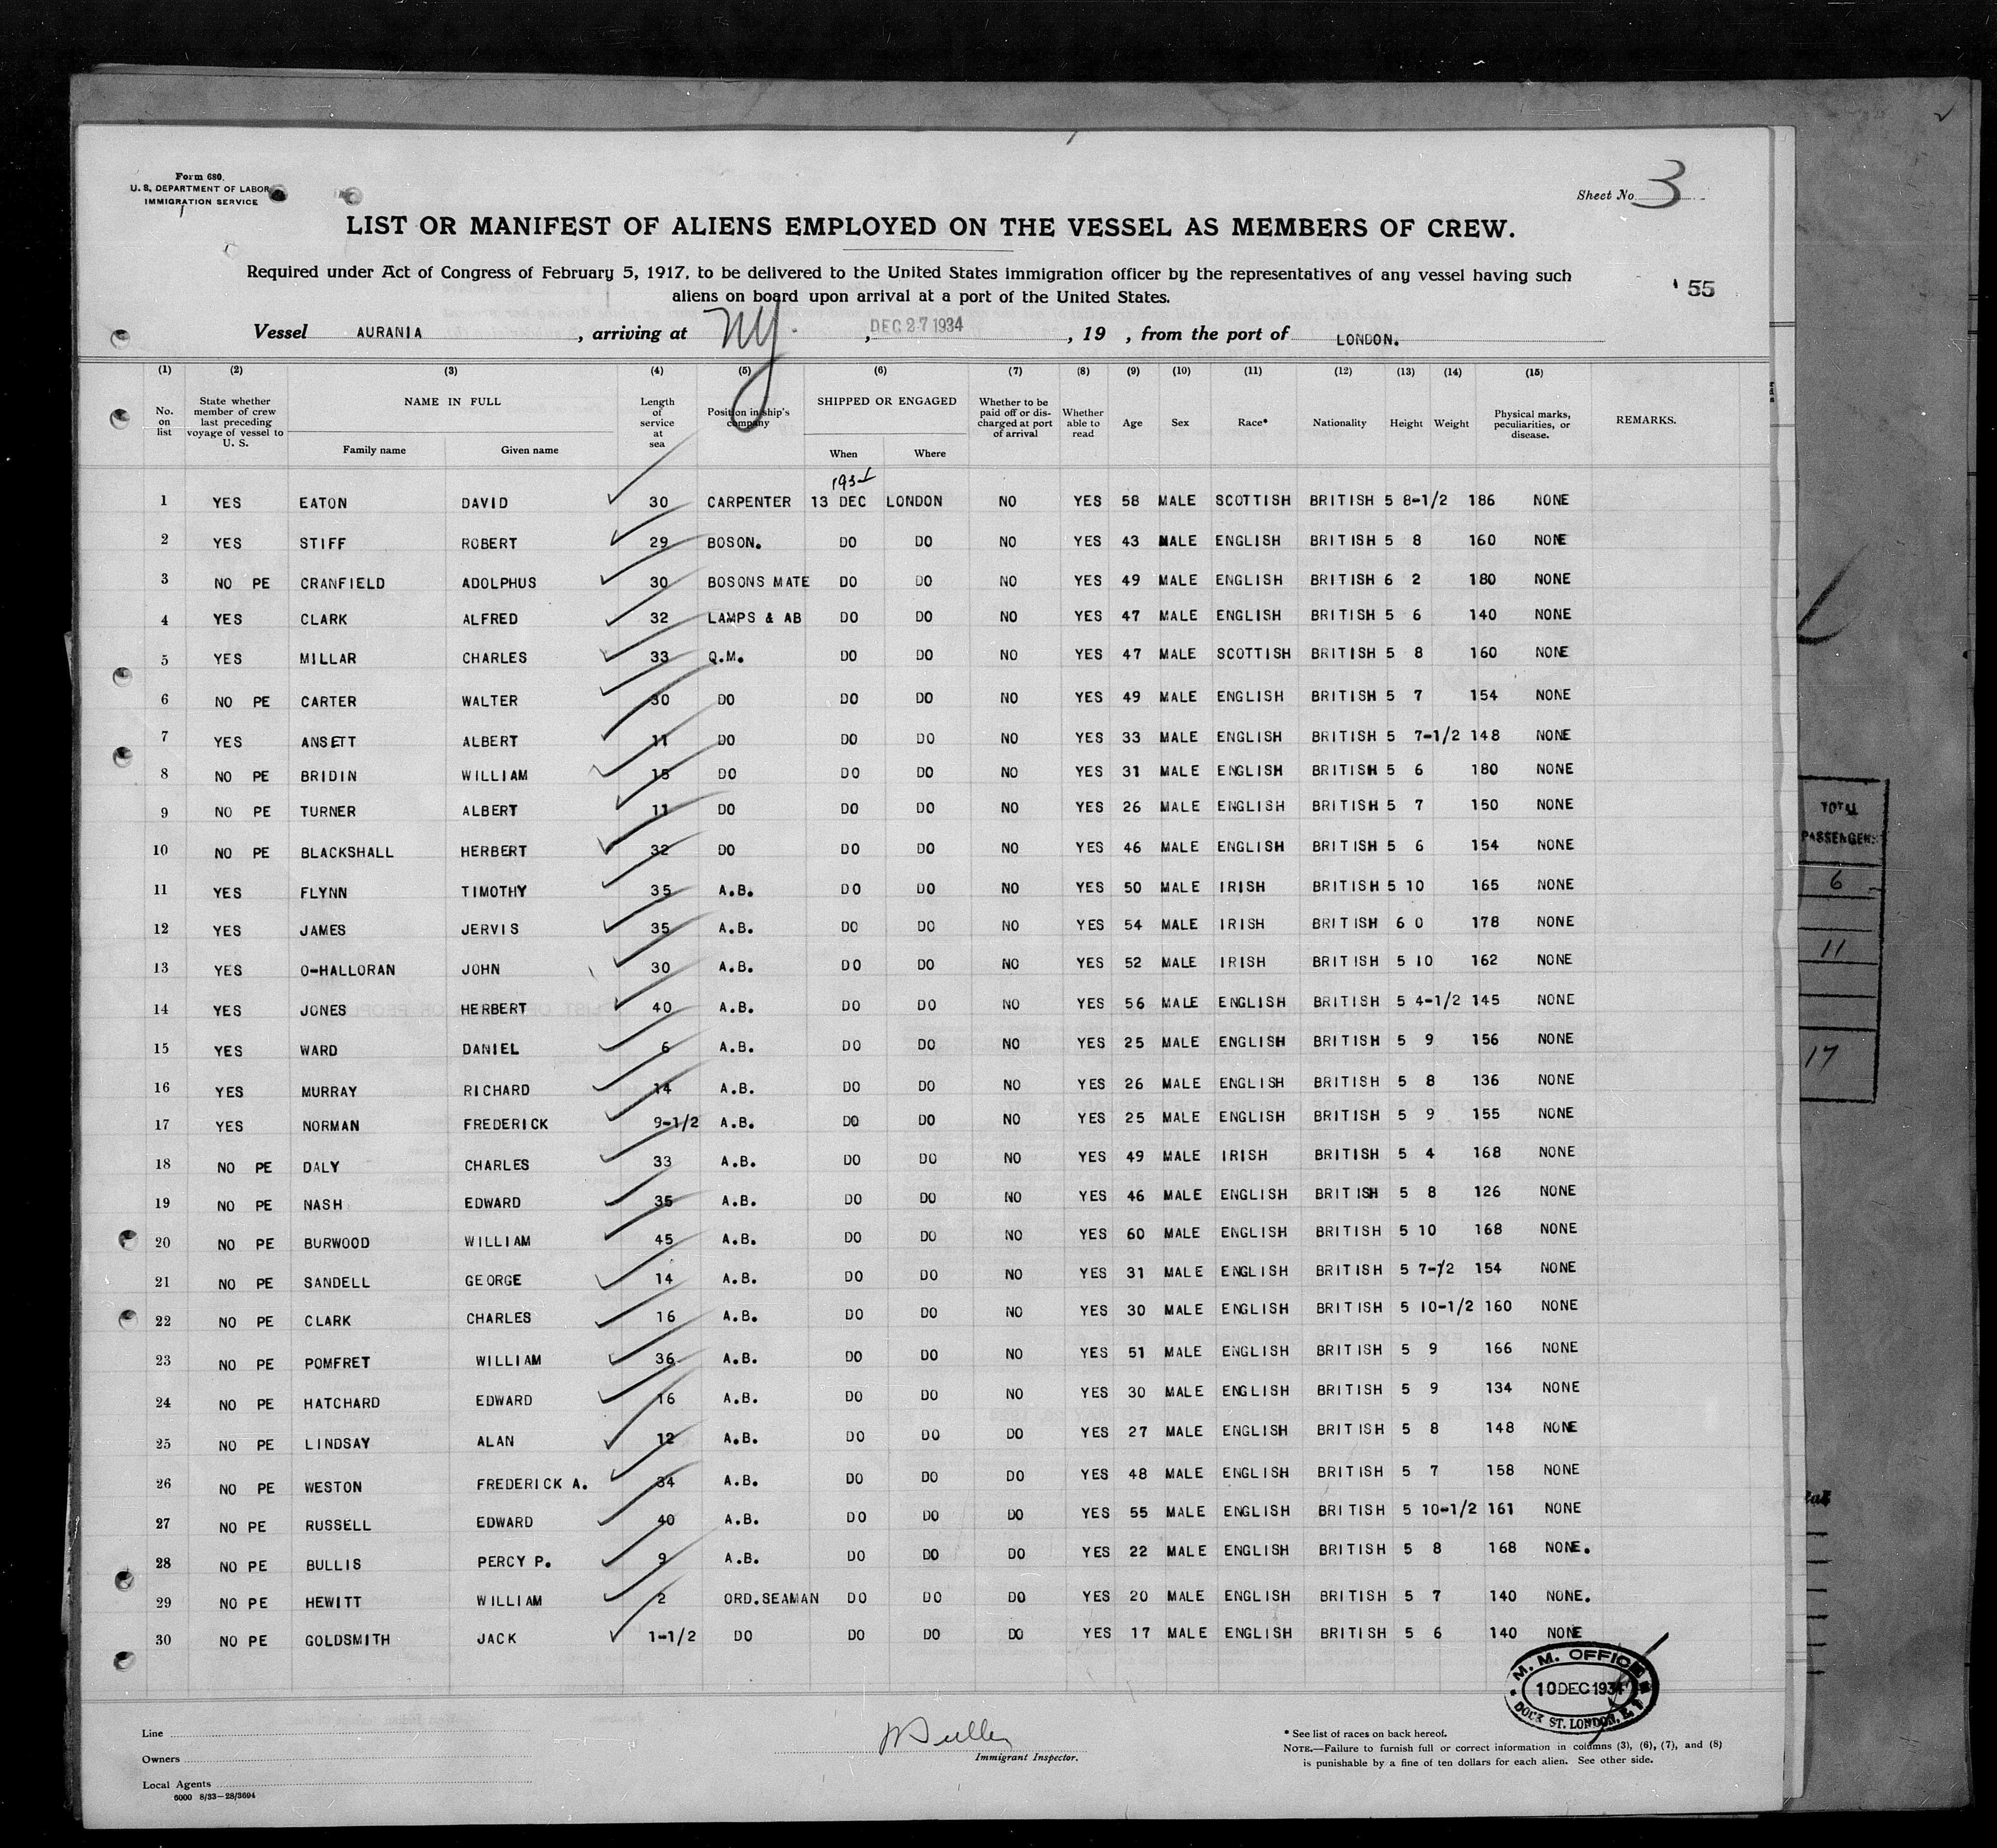 Form 680.
U. S. DEPARTMENT OF LABOR
IMMIGRATION SERVICE
Sheet No. 3
LIST OR MANIFEST OF ALIENS EMPLOYED ON THE VESSEL AS MEMBERS OF CREW.
Required under Act of Congress of February 5, 1917, to be delivered to the United States immigration officer by the representatives of any vessel having such
aliens on board upon arrival at a port of the United States.
55
Vessel AURANIA , arriving at NY , DEC 27 1934 , 19 , from the port of LONDON.
(1) (2) (3) (4) (5) (6) (7) (8) (9) (10) (11) (12) (13) (14) (15)
No. on list State whether member of crew last preceding voyage of vessel to U. S. NAME IN FULL Family name Given name Length of service at sea Position in ship's company SHIPPED OR ENGAGED When Where Whether to be paid off or discharged at port of arrival Whether able to read Age Sex Race* Nationality Height Weight Physical marks, peculiarities, or disease. REMARKS.
1934
1 YES EATON DAVID 30 CARPENTER 13 DEC LONDON NO YES 58 MALE SCOTTISH BRITISH 5 8-1/2 186 NONE
2 YES STIFF ROBERT 29 BOSON. DO DO NO YES 43 MALE ENGLISH BRITISH 5 8 160 NONE
3 NO PE CRANFIELD ADOLPHUS 30 BOSONS MATE DO DO NO YES 49 MALE ENGLISH BRITISH 6 2 180 NONE
4 YES CLARK ALFRED 32 LAMPS & AB DO DO NO YES 47 MALE ENGLISH BRITISH 5 6 140 NONE
5 YES MILLAR CHARLES 33 Q.M. DO DO NO YES 47 MALE SCOTTISH BRITISH 5 8 160 NONE
6 NO PE CARTER WALTER 30 DO DO DO NO YES 49 MALE ENGLISH BRITISH 5 7 154 NONE
7 YES ANSETT ALBERT 11 DO DO DO NO YES 33 MALE ENGLISH BRITISH 5 7-1/2 148 NONE
8 NO PE BRIDIN WILLIAM 15 DO DO DO NO YES 31 MALE ENGLISH BRITISH 5 6 180 NONE
9 NO PE TURNER ALBERT 11 DO DO DO NO YES 26 MALE ENGLISH BRITISH 5 7 150 NONE
10 NO PE BLACKSHALL HERBERT 32 DO DO DO NO YES 46 MALE ENGLISH BRITISH 5 6 154 NONE
11 YES FLYNN TIMOTHY 35 A.B. DO DO NO YES 50 MALE IRISH BRITISH 5 10 165 NONE
12 YES JAMES JERVIS 35 A.B. DO DO NO YES 54 MALE IRISH BRITISH 6 0 178 NONE
13 YES O-HALLORAN JOHN 30 A.B. DO DO NO YES 52 MALE IRISH BRITISH 5 10 162 NONE
14 YES JONES HERBERT 40 A.B. DO DO NO YES 56 MALE ENGLISH BRITISH 5 4-1/2 145 NONE
15 YES WARD DANIEL 6 A.B. DO DO NO YES 25 MALE ENGLISH BRITISH 5 9 156 NONE
16 YES MURRAY RICHARD 14 A.B. DO DO NO YES 26 MALE ENGLISH BRITISH 5 8 136 NONE
17 YES NORMAN FREDERICK 9-1/2 A.B. DO DO NO YES 25 MALE ENGLISH BRITISH 5 9 155 NONE
18 NO PE DALY CHARLES 33 A.B. DO DO NO YES 49 MALE IRISH BRITISH 5 4 168 NONE
19 NO PE NASH EDWARD 35 A.B. DO DO NO YES 46 MALE ENGLISH BRITISH 5 8 126 NONE
20 NO PE BURWOOD WILLIAM 45 A.B. DO DO NO YES 60 MALE ENGLISH BRITISH 5 10 168 NONE
21 NO PE SANDELL GEORGE 14 A.B. DO DO NO YES 31 MALE ENGLISH BRITISH 5 7-1/2 154 NONE
22 NO PE CLARK CHARLES 16 A.B. DO DO NO YES 30 MALE ENGLISH BRITISH 5 10-1/2 160 NONE
23 NO PE POMFRET WILLIAM 36 A.B. DO DO NO YES 51 MALE ENGLISH BRITISH 5 9 166 NONE
24 NO PE HATCHARD EDWARD 16 A.B. DO DO NO YES 30 MALE ENGLISH BRITISH 5 9 134 NONE
25 NO PE LINDSAY ALAN 12 A.B. DO DO DO YES 27 MALE ENGLISH BRITISH 5 8 148 NONE
26 NO PE WESTON FREDERICK A. 34 A.B. DO DO DO YES 48 MALE ENGLISH BRITISH 5 7 158 NONE
27 NO PE RUSSELL EDWARD 40 A.B. DO DO DO YES 55 MALE ENGLISH BRITISH 5 10-1/2 161 NONE
28 NO PE BULLIS PERCY P. 9 A.B. DO DO DO YES 22 MALE ENGLISH BRITISH 5 8 168 NONE.
29 NO PE HEWITT WILLIAM 2 ORD.SEAMAN DO DO DO YES 20 MALE ENGLISH BRITISH 5 7 140 NONE.
30 NO PE GOLDSMITH JACK 1-1/2 DO DO DO DO YES 17 MALE ENGLISH BRITISH 5 6 140 NONE
M. M. OFFICE
10 DEC 1934
DOCK ST. LONDON, E.
Line
Owners
Local Agents
6000 8/33—28/3694
Immigrant Inspector.
* See list of races on back hereof.
NOTE.—Failure to furnish full or correct information in columns (3), (6), (7), and (8)
is punishable by a fine of ten dollars for each alien. See other side.
TOTAL
PASSENGERS
6
11
17